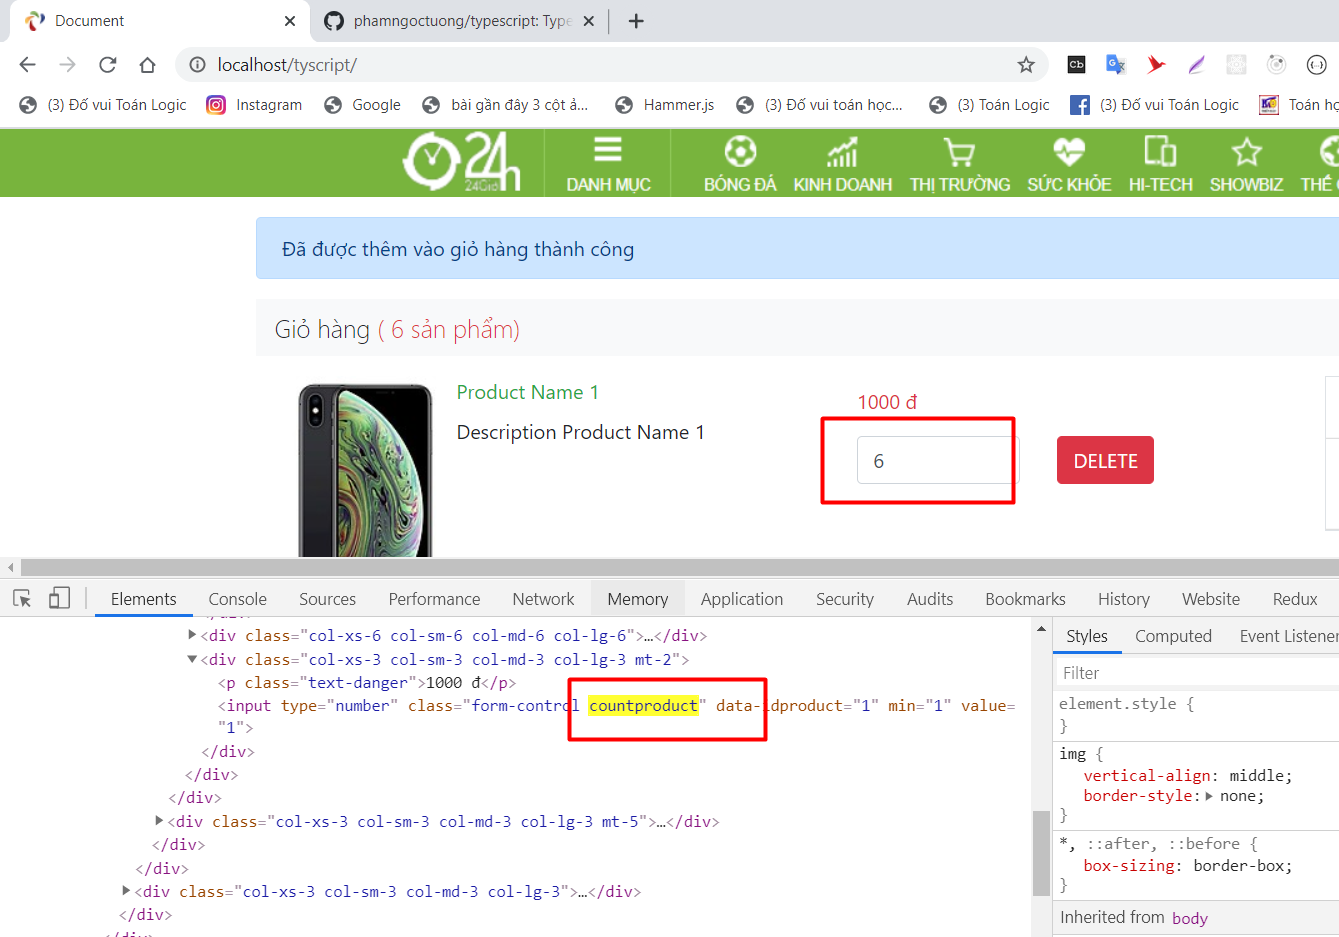 Document
phamngoctuong/typescript: Type
localhost/tyscript/
Cb
(3) Đố vui Toán Logic
Instagram
Google
bài gần đây 3 cột ả...
Hammer.js
(3) Đố vui toán học...
(3) Toán Logic
(3) Đố vui Toán Logic
Toán họ
24h
24Giờ
DANH MỤC
BÓNG ĐÁ
KINH DOANH
THỊ TRƯỜNG
SỨC KHỎE
HI-TECH
SHOWBIZ
THỂ
Đã được thêm vào giỏ hàng thành công
Giỏ hàng ( 6 sản phẩm)
Product Name 1
1000 đ
Description Product Name 1
6
DELETE
Elements Console Sources Performance Network Memory Application Security Audits Bookmarks History Website Redux
<div class="col-xs-6 col-sm-6 col-md-6 col-lg-6">…</div>
<div class="col-xs-3 col-sm-3 col-md-3 col-lg-3 mt-2">
<p class="text-danger">1000 đ</p>
<input type="number" class="form-control countproduct" data-idproduct="1" min="1" value=
"1">
</div>
</div>
</div>
<div class="col-xs-3 col-sm-3 col-md-3 col-lg-3 mt-5">…</div>
</div>
</div>
<div class="col-xs-3 col-sm-3 col-md-3 col-lg-3">…</div>
</div>
Styles Computed Event Listener
Filter
element.style {
}
img {
vertical-align: middle;
border-style: none;
}
*, ::after, ::before {
box-sizing: border-box;
}
Inherited from body